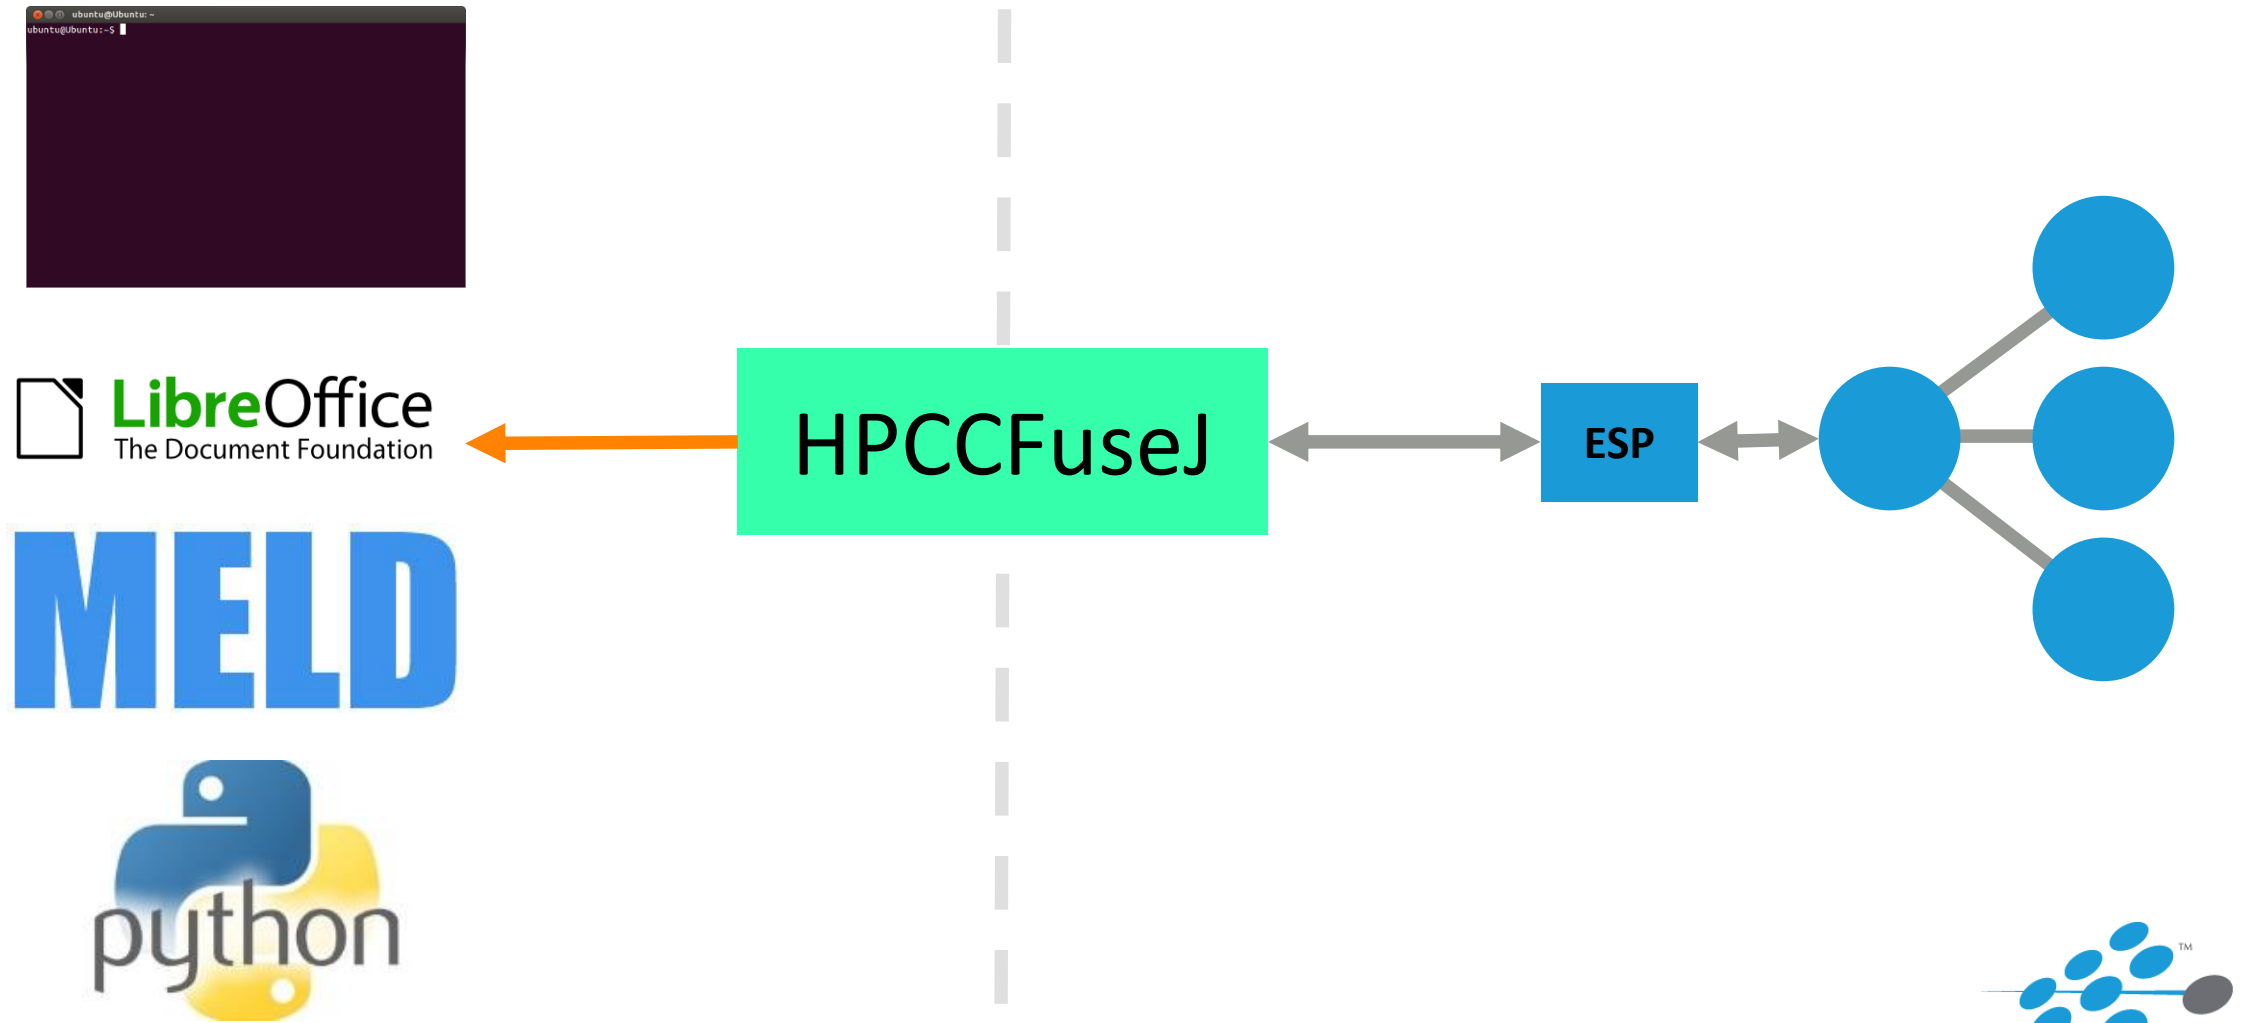 ubuntu@Ubuntu: ~
ubuntu@Ubuntu:~$
LibreOffice
The Document Foundation
HPCCFuseJ
ESP
MELD
python
TM